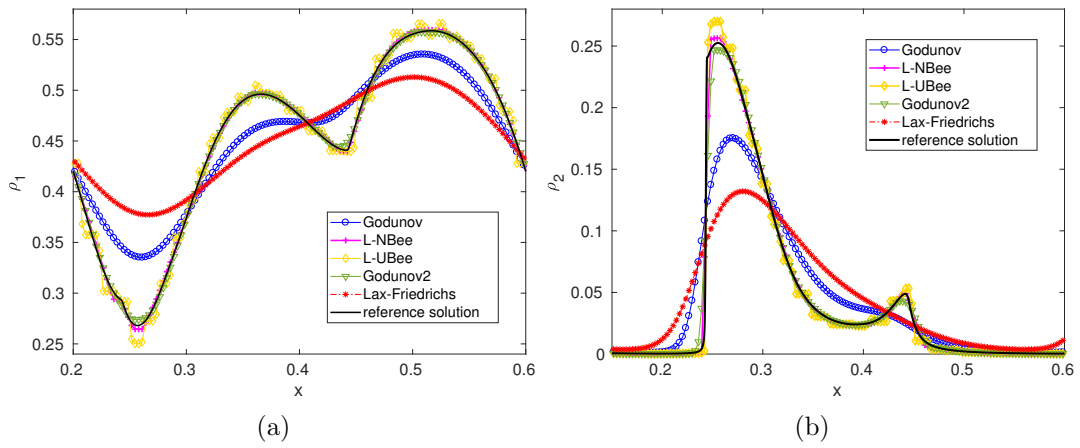 0.55
0.5
0.45
0.4
0.35
0.3
0.25
ρ1
0.2
0.3
0.4
0.5
0.6
x
Godunov
L-NBee
L-UBee
Godunov2
Lax-Friedrichs
reference solution
(a)
0.25
0.2
0.15
0.1
0.05
0
ρ2
0.2
0.3
0.4
0.5
0.6
x
Godunov
L-NBee
L-UBee
Godunov2
Lax-Friedrichs
reference solution
(b)